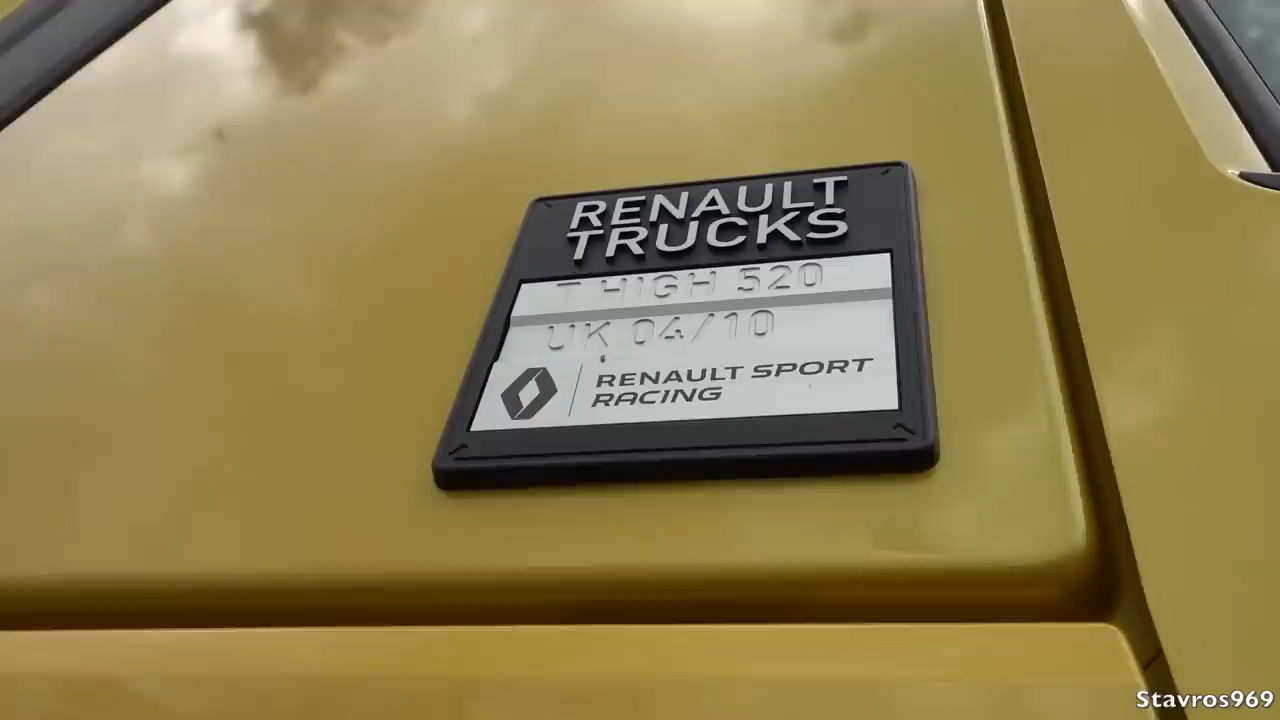 RENAULT
TRUCKS
T HIGH 520
UK 04/10
RENAULT SPORT
RACING
Stavros969